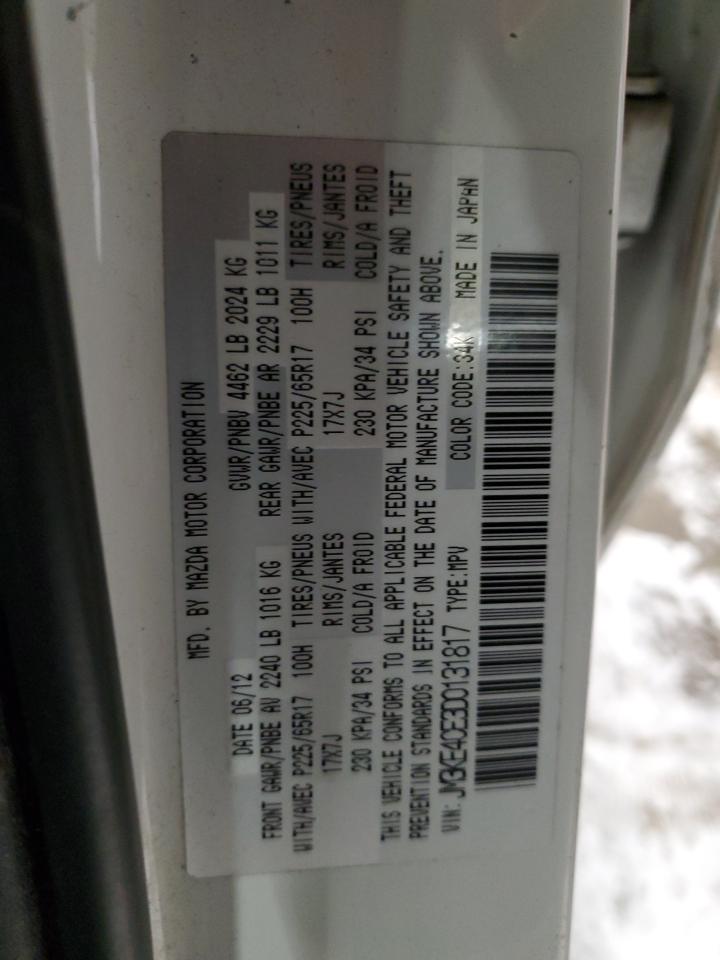 MFD. BY MAZDA MOTOR CORPORATION
DATE 06/12 GVWR/PNBV 4462 LB 2024 KG
FRONT GAWR/PNBE AV 2240 LB 1016 KG REAR GAWR/PNBE AR 2229 LB 1011 KG
WITH/AVEC P225/65R17 100H TIRES/PNEUS WITH/AVEC P225/65R17 100H TIRES/PNEUS
17X7J RIMS/JANTES 17X7J RIMS/JANTES
230 KPA/34 PSI COLD/A FROID 230 KPA/34 PSI COLD/A FROID
THIS VEHICLE CONFORMS TO ALL APPLICABLE FEDERAL MOTOR VEHICLE SAFETY AND THEFT
PREVENTION STANDARDS IN EFFECT ON THE DATE OF MANUFACTURE SHOWN ABOVE.
VIN: JM3KE4CE3D0131817 TYPE:MPV COLOR CODE:34K MADE IN JAPAN